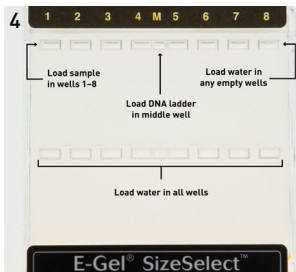 4
1 2 3 4 M 5 6 7 8
Load sample
in wells 1–8
Load water in
any empty wells
Load DNA ladder
in middle well
Load water in all wells
E-Gel® SizeSelect™